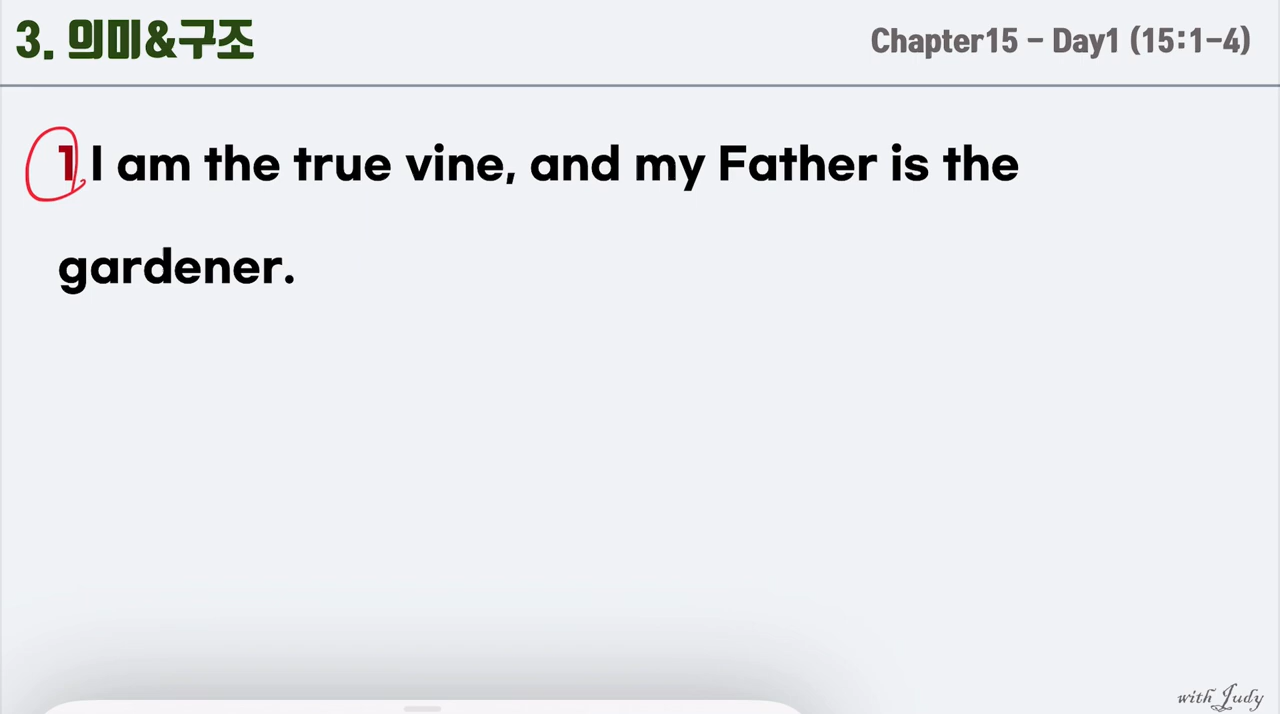 3. 의미&구조
Chapter15 - Day1 (15:1-4)
1 I am the true vine, and my Father is the
gardener.
with Judy